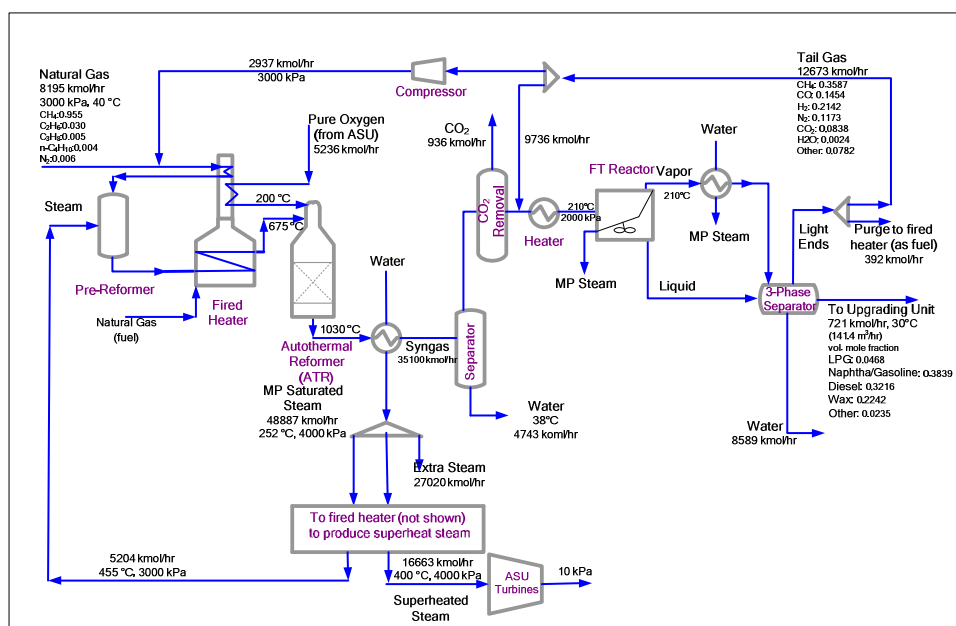 Natural Gas
8195 kmol/hr
3000 kPa, 40 °C
CH₄:0.955
C₂H₆:0.030
C₃H₈:0.005
n-C₄H₁₀:0.004
N₂:0.006
2937 kmol/hr
3000 kPa
Compressor
Pure Oxygen
(from ASU)
5236 kmol/hr
CO₂
936 kmol/hr
9736 kmol/hr
Tail Gas
12673 kmol/hr
CH₄: 0.3587
CO: 0.1454
H₂: 0.2142
N₂: 0.1173
CO₂: 0.0838
H2O: 0.0024
Other: 0.0782
Water
FT Reactor
Vapor
210°C
MP Steam
Steam
200 °C
675°C
CO₂
Removal
210°C
2000 kPa
Heater
MP Steam
Light
Ends
Purge to fired
heater (as fuel)
392 kmol/hr
Pre-Reformer
Fired
Heater
Natural Gas
(fuel)
Water
Liquid
3-Phase
Separator
1030 °C
Autothermal
Reformer
(ATR)
Syngas
35100 kmol/hr
Separator
To Upgrading Unit
721 kmol/hr, 30°C
(141.4 m³/hr)
vol. mole fraction
LPG: 0.0468
Naphtha/Gasoline: 0.3839
Diesel: 0.3216
Wax: 0.2242
Other: 0.0235
MP Saturated
Steam
48887 kmol/hr
252 °C, 4000 kPa
Water
38°C
4743 koml/hr
Water
8589 kmol/hr
Extra Steam
27020 kmol/hr
To fired heater (not shown)
to produce superheat steam
5204 kmol/hr
455 °C, 3000 kPa
16663 kmol/hr
400 °C, 4000 kPa
Superheated
Steam
ASU
Turbines
10 kPa